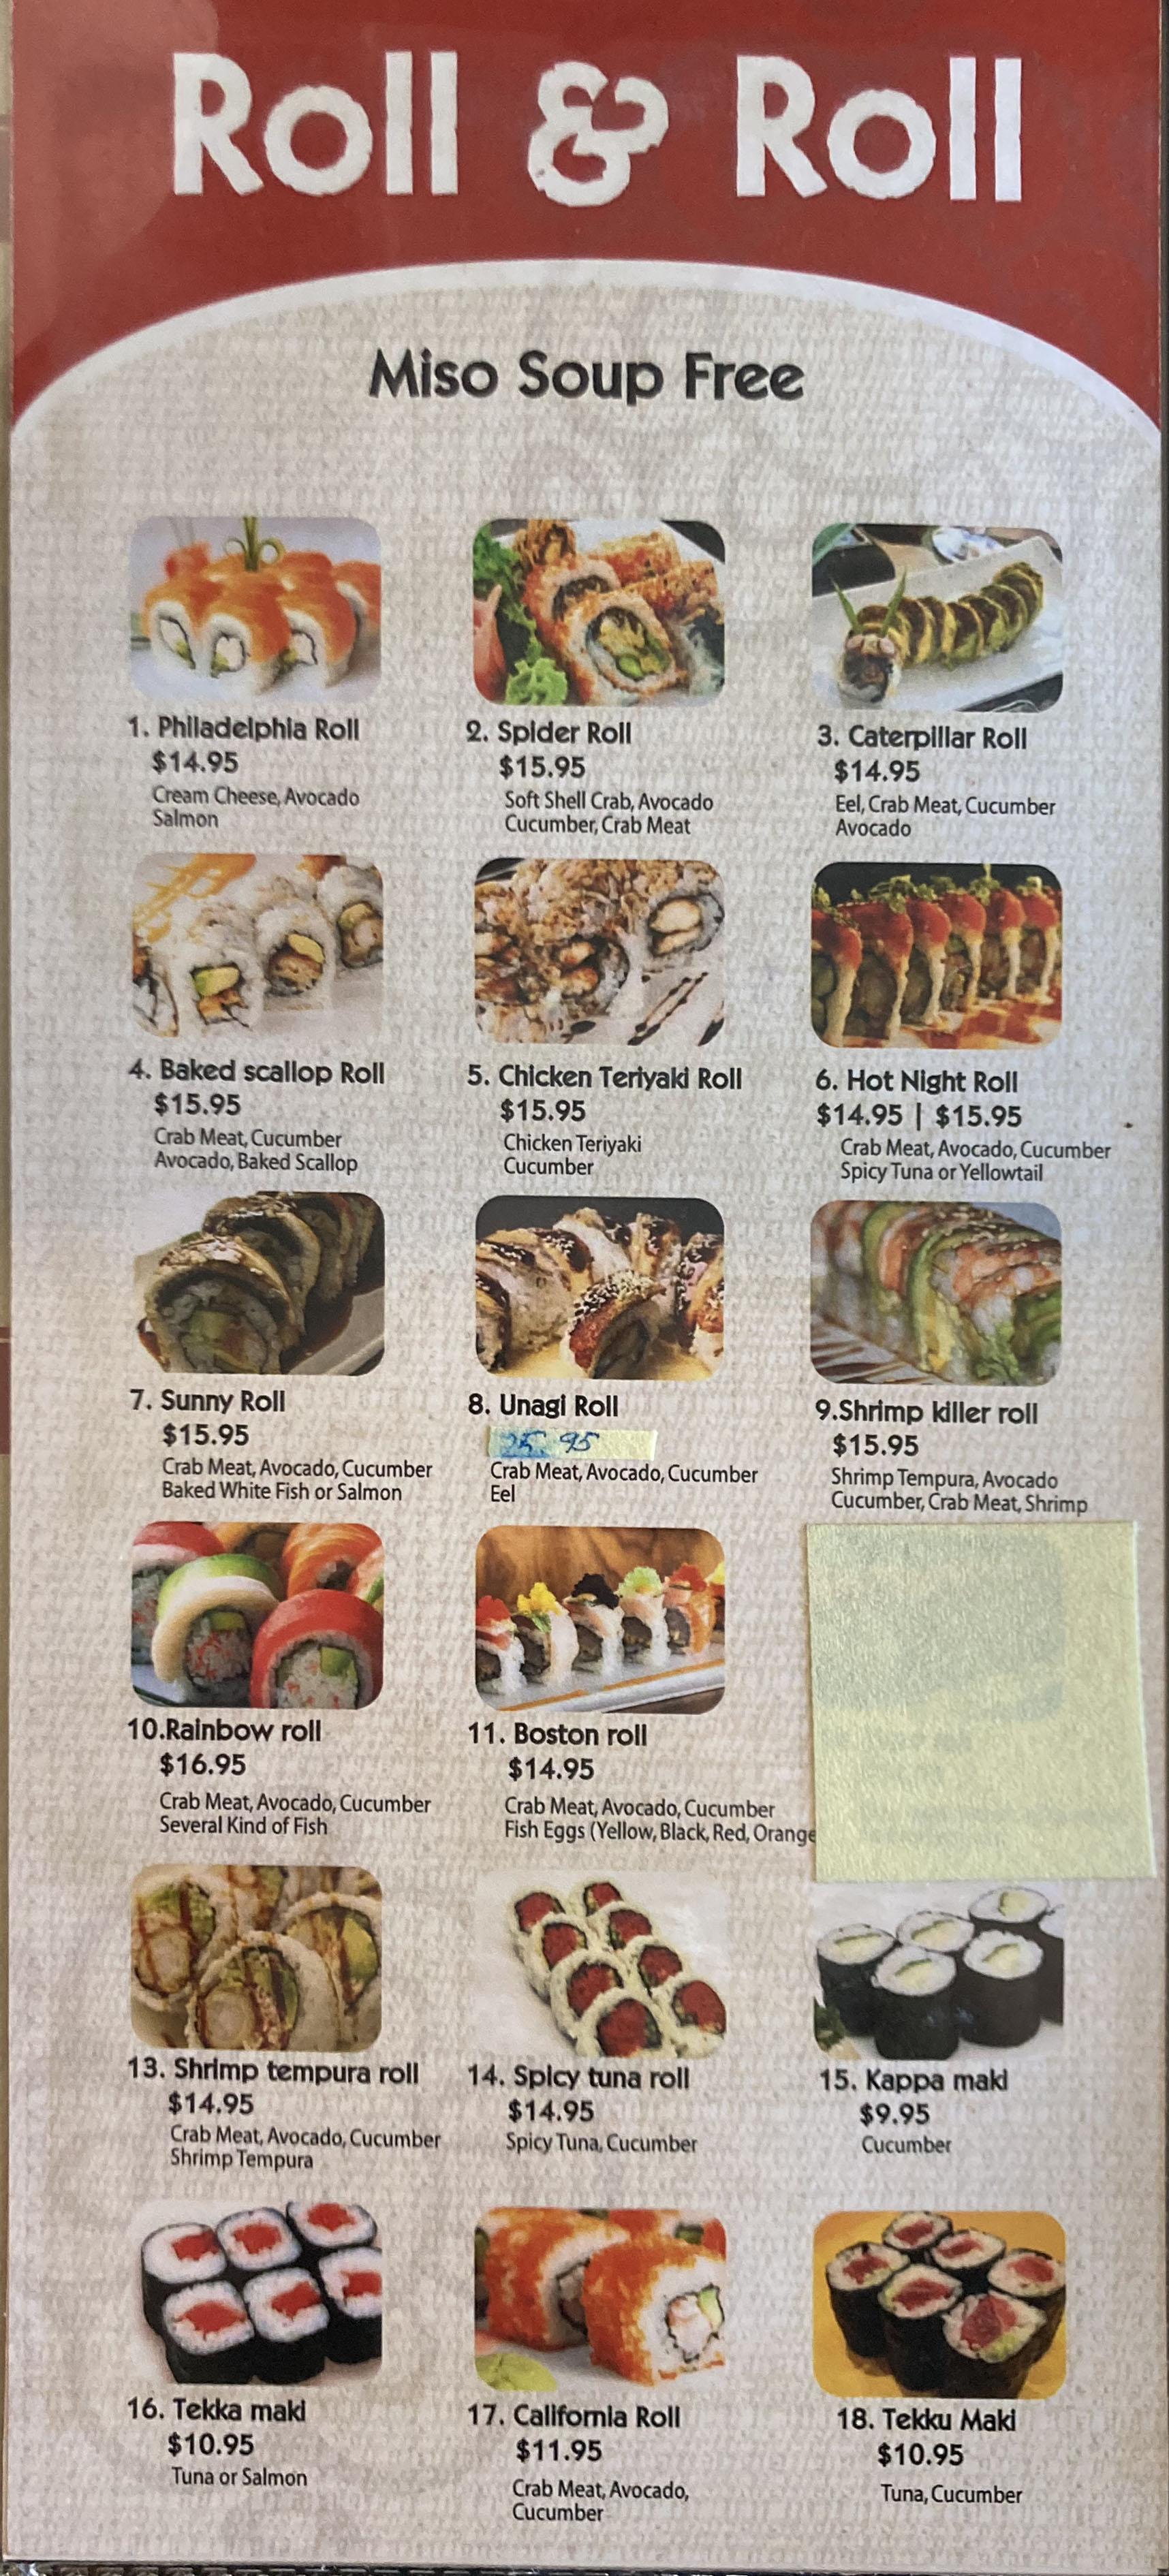 Roll & Roll
Miso Soup Free
1. Philadelphia Roll
$14.95
Cream Cheese, Avocado
Salmon
2. Spider Roll
$15.95
Soft Shell Crab, Avocado
Cucumber, Crab Meat
3. Caterpillar Roll
$14.95
Eel, Crab Meat, Cucumber
Avocado
4. Baked scallop Roll
$15.95
Crab Meat, Cucumber
Avocado, Baked Scallop
5. Chicken Teriyaki Roll
$15.95
Chicken Teriyaki
Cucumber
6. Hot Night Roll
$14.95 | $15.95
Crab Meat, Avocado, Cucumber
Spicy Tuna or Yellowtail
7. Sunny Roll
$15.95
Crab Meat, Avocado, Cucumber
Baked White Fish or Salmon
8. Unagi Roll
25.95
Crab Meat, Avocado, Cucumber
Eel
9.Shrimp killer roll
$15.95
Shrimp Tempura, Avocado
Cucumber, Crab Meat, Shrimp
10.Rainbow roll
$16.95
Crab Meat, Avocado, Cucumber
Several Kind of Fish
11. Boston roll
$14.95
Crab Meat, Avocado, Cucumber
Fish Eggs (Yellow, Black, Red, Orange
13. Shrimp tempura roll
$14.95
Crab Meat, Avocado, Cucumber
Shrimp Tempura
14. Spicy tuna roll
$14.95
Spicy Tuna, Cucumber
15. Kappa maki
$9.95
Cucumber
16. Tekka maki
$10.95
Tuna or Salmon
17. California Roll
$11.95
Crab Meat, Avocado,
Cucumber
18. Tekku Maki
$10.95
Tuna, Cucumber